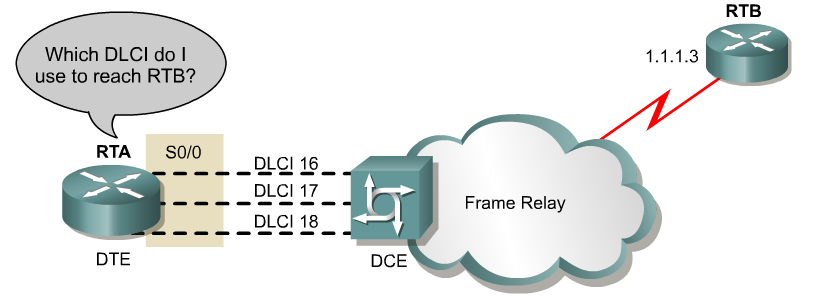 RTB
Which DLCI do I
use to reach RTB?
1.1.1.3
RTA
S0/0
DLCI 16
DLCI 17
DLCI 18
Frame Relay
DTE
DCE